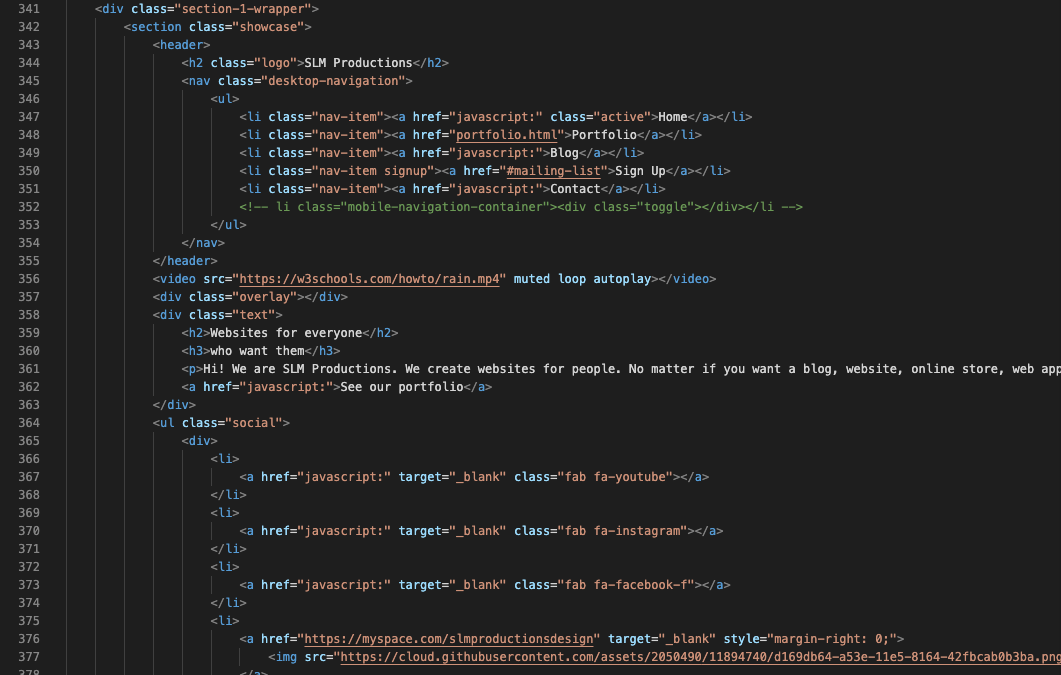 341 <div class="section-1-wrapper">
342 <section class="showcase">
343 <header>
344 <h2 class="logo">SLM Productions</h2>
345 <nav class="desktop-navigation">
346 <ul>
347 <li class="nav-item"><a href="javascript:" class="active">Home</a></li>
348 <li class="nav-item"><a href="portfolio.html">Portfolio</a></li>
349 <li class="nav-item"><a href="javascript:">Blog</a></li>
350 <li class="nav-item signup"><a href="#mailing-list">Sign Up</a></li>
351 <li class="nav-item"><a href="javascript:">Contact</a></li>
352 <!-- li class="mobile-navigation-container"><div class="toggle"></div></li -->
353 </ul>
354 </nav>
355 </header>
356 <video src="https://w3schools.com/howto/rain.mp4" muted loop autoplay></video>
357 <div class="overlay"></div>
358 <div class="text">
359 <h2>Websites for everyone</h2>
360 <h3>who want them</h3>
361 <p>Hi! We are SLM Productions. We create websites for people. No matter if you want a blog, website, online store, web app
362 <a href="javascript:">See our portfolio</a>
363 </div>
364 <ul class="social">
365 <div>
366 <li>
367 <a href="javascript:" target="_blank" class="fab fa-youtube"></a>
368 </li>
369 <li>
370 <a href="javascript:" target="_blank" class="fab fa-instagram"></a>
371 </li>
372 <li>
373 <a href="javascript:" target="_blank" class="fab fa-facebook-f"></a>
374 </li>
375 <li>
376 <a href="https://myspace.com/slmproductionsdesign" target="_blank" style="margin-right: 0;">
377 <img src="https://cloud.githubusercontent.com/assets/2050490/11894740/d169db64-a53e-11e5-8164-42fbcab0b3ba.png
378 </a>